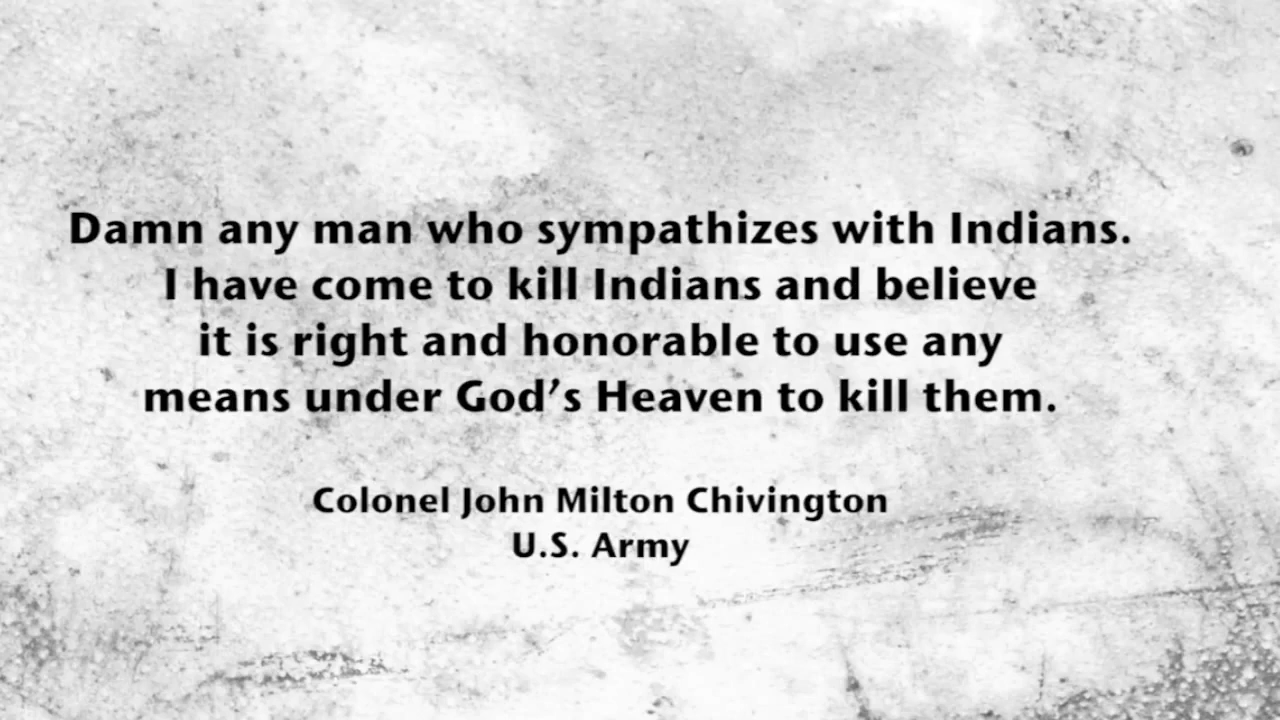 Damn any man who sympathizes with Indians.
I have come to kill Indians and believe
it is right and honorable to use any
means under God’s Heaven to kill them.
Colonel John Milton Chivington
U.S. Army